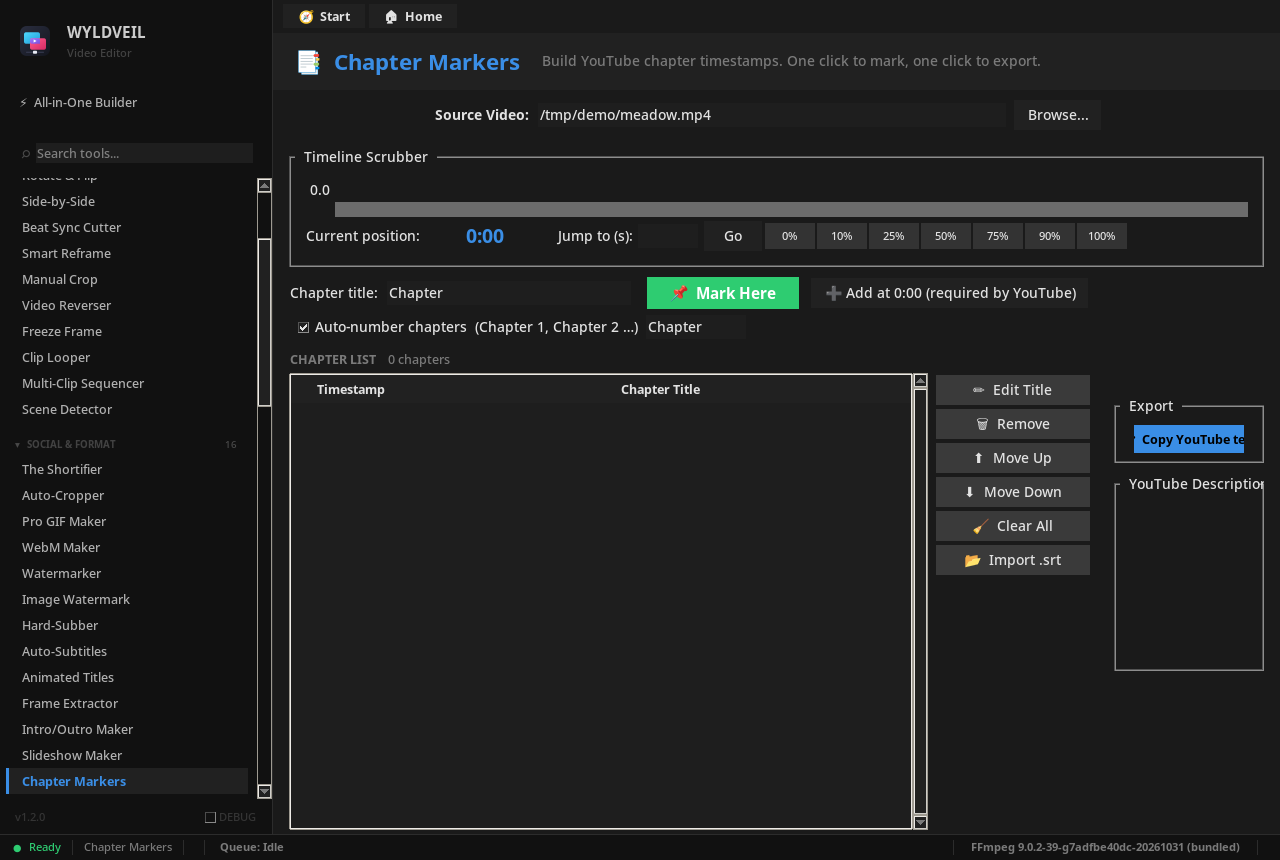 WYLDVEIL
Video Editor
⚡ All-in-One Builder
Search tools...
Rotate & Flip
Side-by-Side
Beat Sync Cutter
Smart Reframe
Manual Crop
Video Reverser
Freeze Frame
Clip Looper
Multi-Clip Sequencer
Scene Detector
SOCIAL & FORMAT 16
The Shortifier
Auto-Cropper
Pro GIF Maker
WebM Maker
Watermarker
Image Watermark
Hard-Subber
Auto-Subtitles
Animated Titles
Frame Extractor
Intro/Outro Maker
Slideshow Maker
Chapter Markers
v1.2.0 DEBUG
Start Home
Chapter Markers Build YouTube chapter timestamps. One click to mark, one click to export.
Source Video: /tmp/demo/meadow.mp4 Browse...
Timeline Scrubber
0.0
Current position: 0:00 Jump to (s): Go 0% 10% 25% 50% 75% 90% 100%
Chapter title: Chapter 📌 Mark Here ➕ Add at 0:00 (required by YouTube)
Auto-number chapters (Chapter 1, Chapter 2 ...) Chapter
CHAPTER LIST 0 chapters
Timestamp Chapter Title
✏ Edit Title
🗑 Remove
⬆ Move Up
⬇ Move Down
🧹 Clear All
📂 Import .srt
Export
Copy YouTube te
YouTube Description
Ready Chapter Markers Queue: Idle FFmpeg 9.0.2-39-g7adfbe40dc-20261031 (bundled)